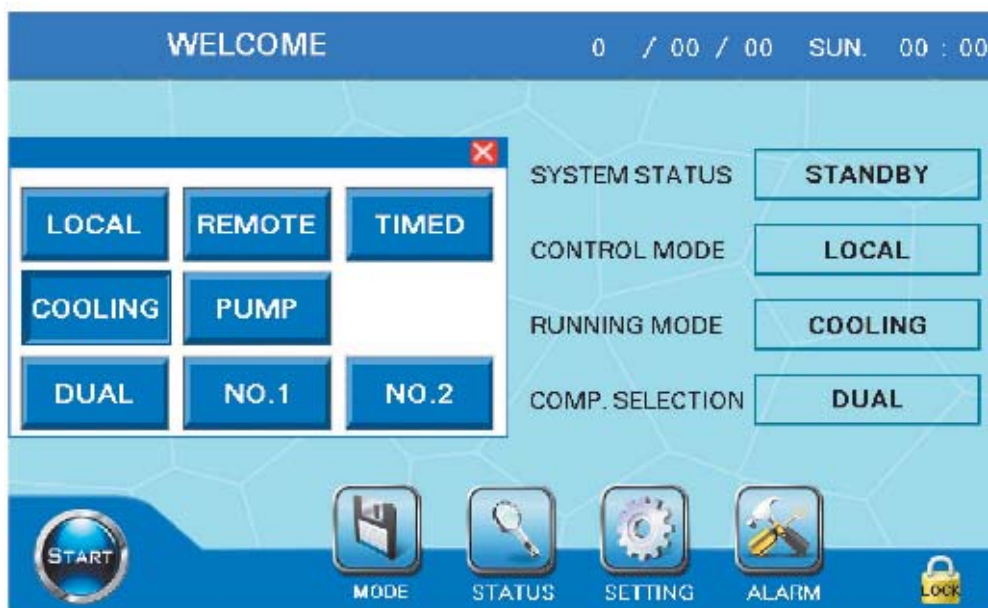 WELCOME 0 / 00 / 00 SUN. 00 : 00
LOCAL REMOTE TIMED
COOLING PUMP
DUAL NO.1 NO.2
SYSTEM STATUS STANDBY
CONTROL MODE LOCAL
RUNNING MODE COOLING
COMP. SELECTION DUAL
START
MODE STATUS SETTING ALARM
LOCK